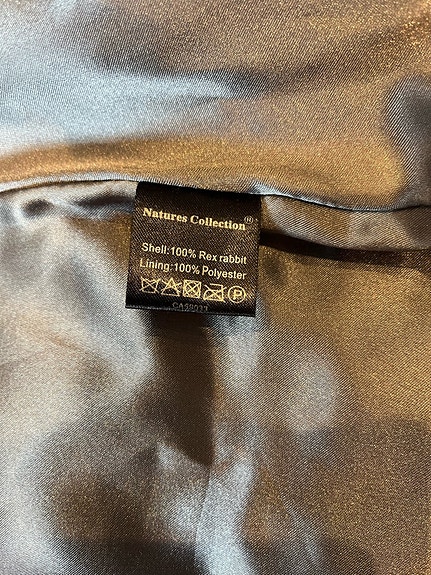 Natures Collection®
Shell:100% Rex rabbit
Lining:100% Polyester
P